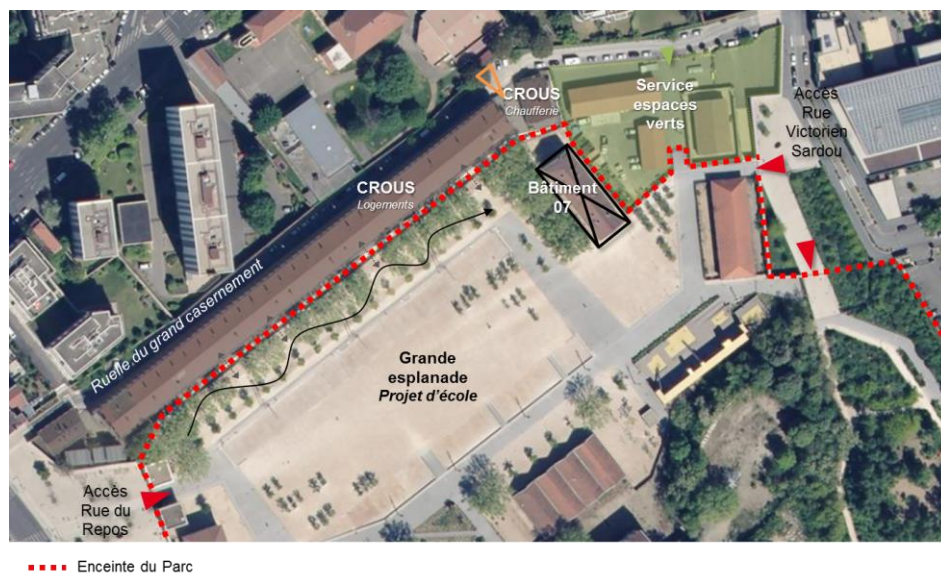 CROUS
Chaufferie
Service
espaces
verts
Accès
Rue
Victorien
Sardou
CROUS
Logements
Bâtiment
07
Ruelle du grand casernement
Grande
esplanade
Projet d'école
Accès
Rue du
Repos
Enceinte du Parc